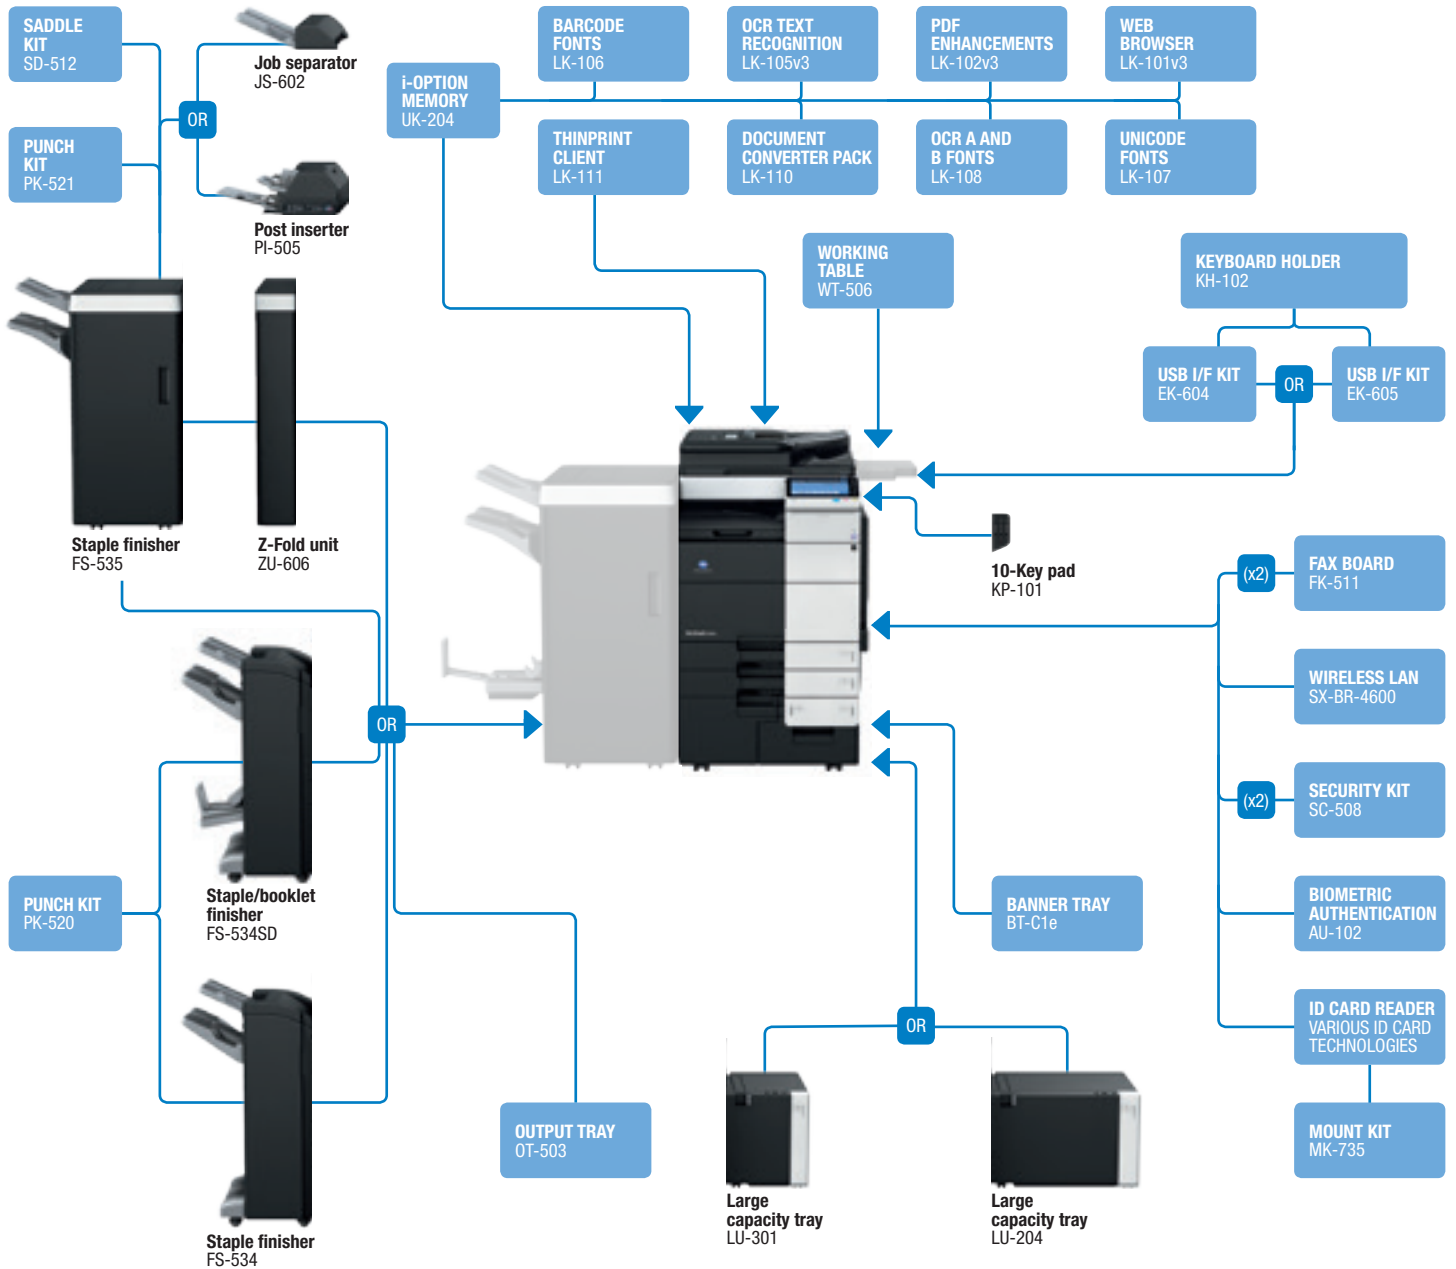 SADDLE
KIT
SD-512
Job separator
JS-602
OR
PUNCH
KIT
PK-521
Post inserter
PI-505
i-OPTION
MEMORY
UK-204
BARCODE
FONTS
LK-106
OCR TEXT
RECOGNITION
LK-105v3
PDF
ENHANCEMENTS
LK-102v3
WEB
BROWSER
LK-101v3
THINPRINT
CLIENT
LK-111
DOCUMENT
CONVERTER PACK
LK-110
OCR A AND
B FONTS
LK-108
UNICODE
FONTS
LK-107
WORKING
TABLE
WT-506
KEYBOARD HOLDER
KH-102
USB I/F KIT
EK-604
OR
USB I/F KIT
EK-605
Staple finisher
FS-535
Z-Fold unit
ZU-606
10-Key pad
KP-101
(x2)
FAX BOARD
FK-511
WIRELESS LAN
SX-BR-4600
(x2)
SECURITY KIT
SC-508
OR
PUNCH KIT
PK-520
Staple/booklet
finisher
FS-534SD
BANNER TRAY
BT-C1e
BIOMETRIC
AUTHENTICATION
AU-102
OR
ID CARD READER
VARIOUS ID CARD
TECHNOLOGIES
OUTPUT TRAY
OT-503
MOUNT KIT
MK-735
Large
capacity tray
LU-301
Large
capacity tray
LU-204
Staple finisher
FS-534